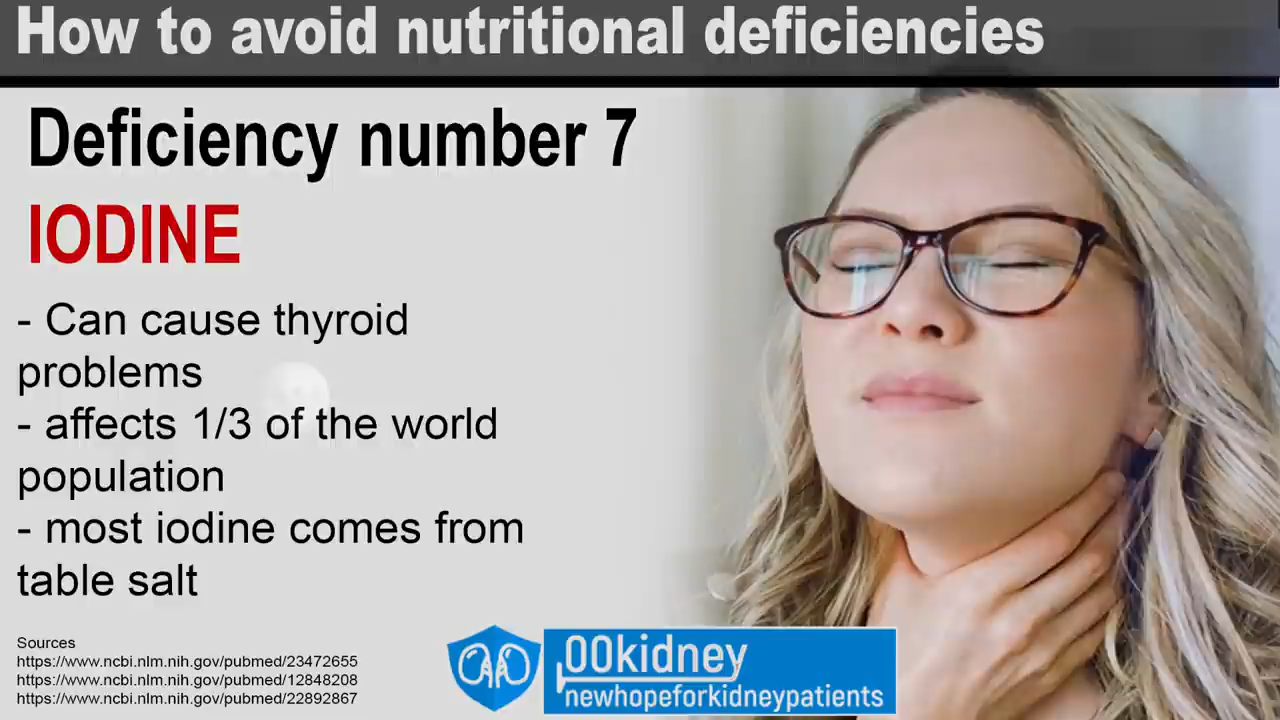 How to avoid nutritional deficiencies
Deficiency number 7
IODINE
- Can cause thyroid
problems
- affects 1/3 of the world
population
- most iodine comes from
table salt
Sources
https://www.ncbi.nlm.nih.gov/pubmed/23472655
https://www.ncbi.nlm.nih.gov/pubmed/12848208
https://www.ncbi.nlm.nih.gov/pubmed/22892867
00kidney
newhopeforkidneypatients